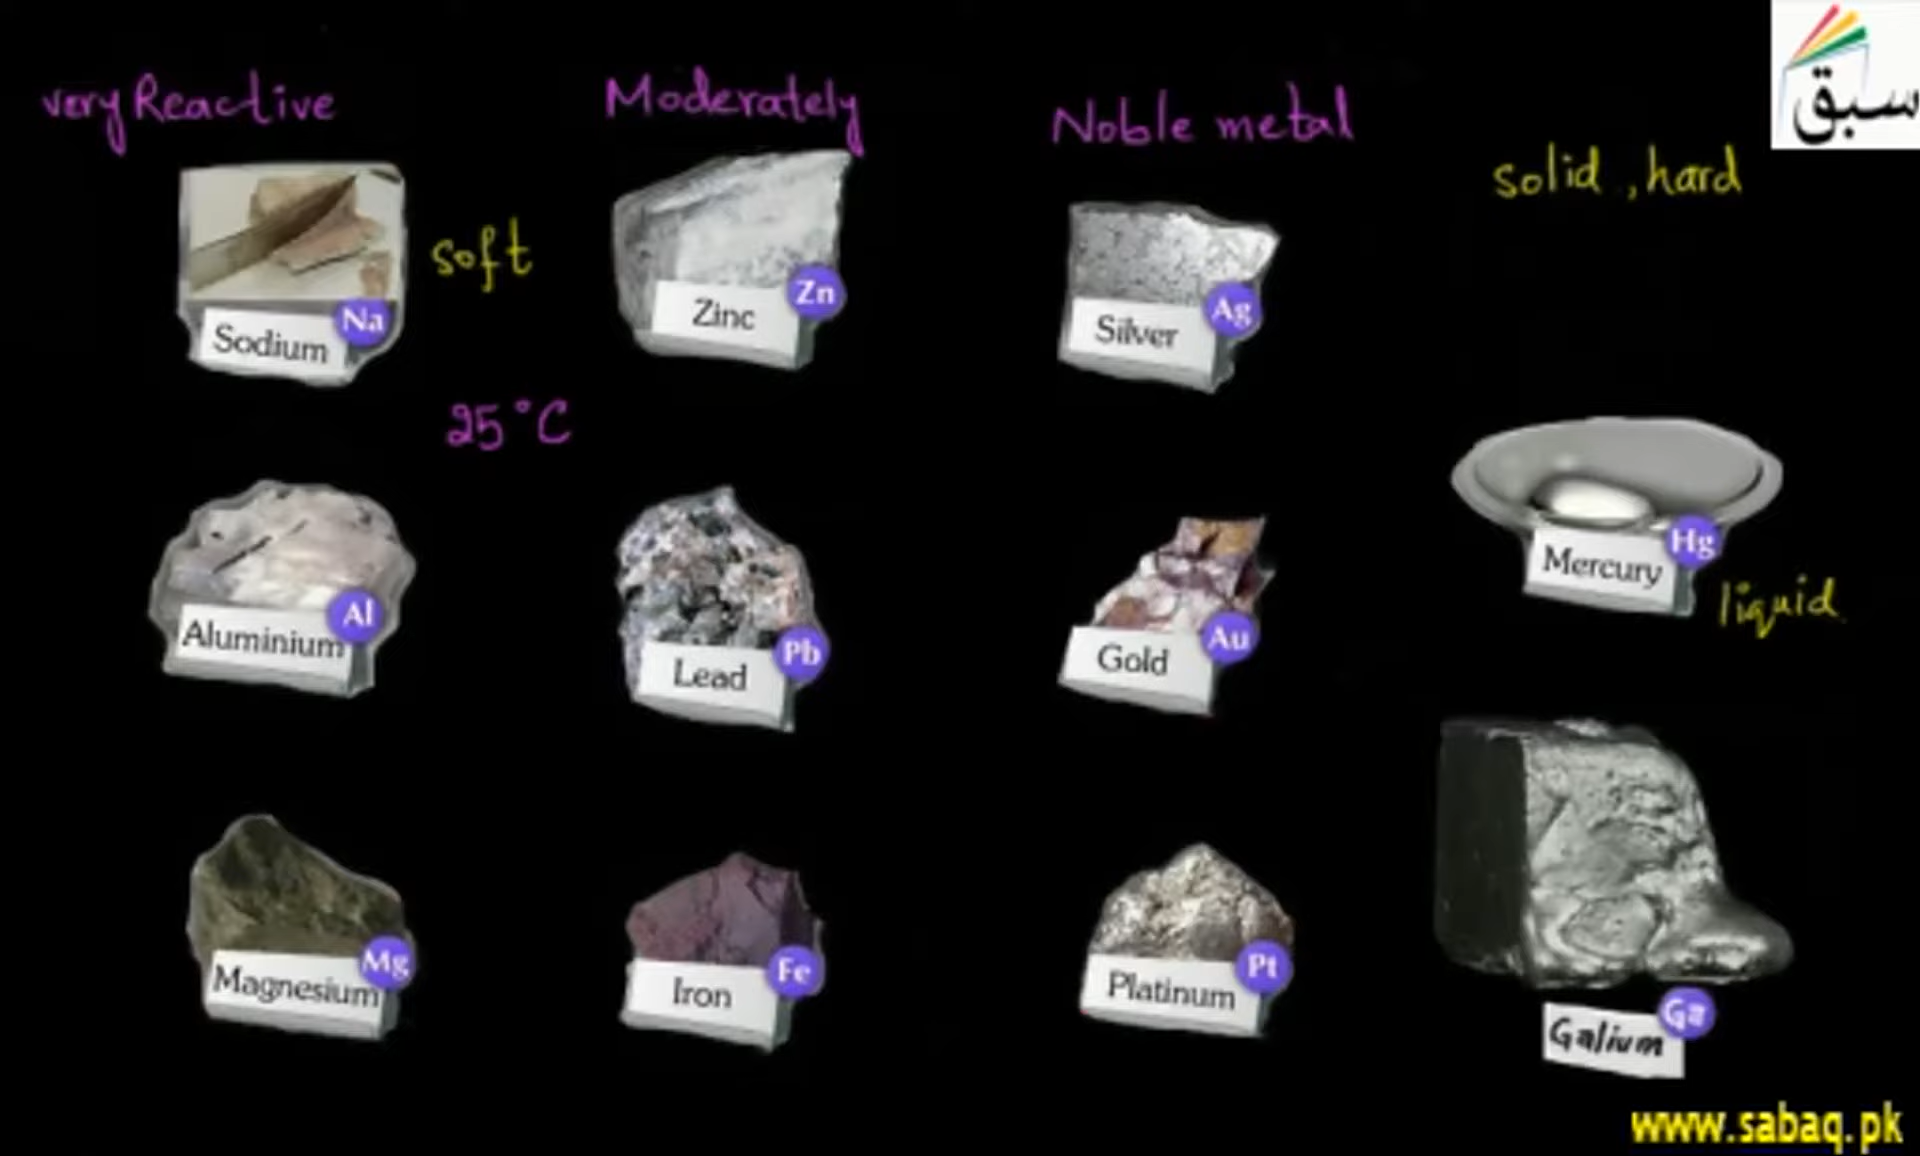 very Reactive
Moderately
Noble metal
سبق
solid, hard
soft
Na
Sodium
Zn
Zinc
Ag
Silver
25°C
Hg
Mercury
liquid
Al
Aluminium
Pb
Lead
Au
Gold
Mg
Magnesium
Fe
Iron
Pt
Platinum
Ga
Galium
www.sabaq.pk